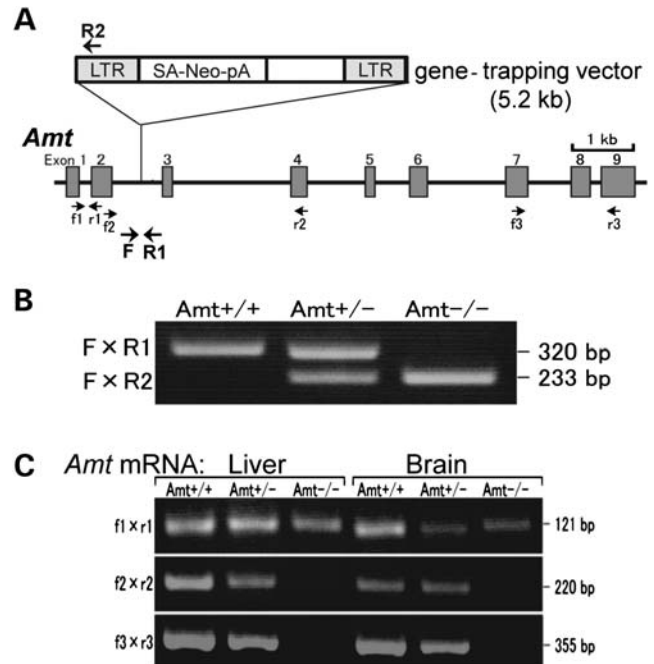 A
R2
LTR SA-Neo-pA LTR gene-trapping vector
(5.2 kb)
Amt
1 kb
Exon 1 2 3 4 5 6 7 8 9
f1 r1 f2 r2 f3 r3
F R1
B
Amt+/+ Amt+/− Amt−/−
F × R1 320 bp
F × R2 233 bp
C
Amt mRNA: Liver Brain
Amt+/+ Amt+/− Amt−/− Amt+/+ Amt+/− Amt−/−
f1×r1 121 bp
f2×r2 220 bp
f3×r3 355 bp